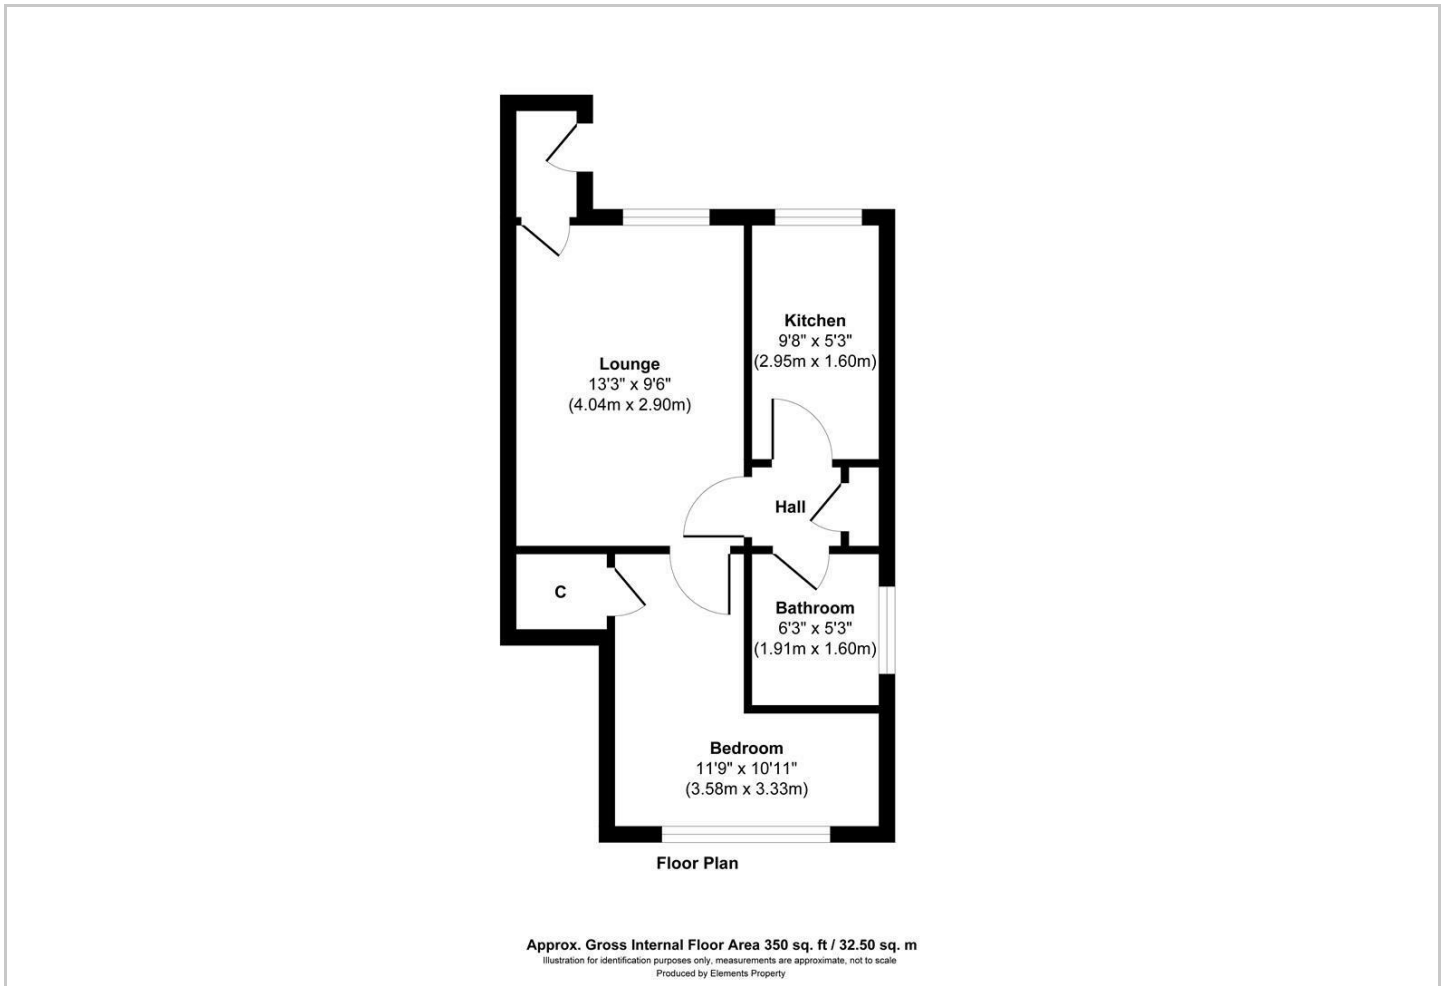 Kitchen
9'8" x 5'3"
(2.95m x 1.60m)
Lounge
13'3" x 9'6"
(4.04m x 2.90m)
Hall
C
Bathroom
6'3" x 5'3"
(1.91m x 1.60m)
Bedroom
11'9" x 10'11"
(3.58m x 3.33m)
Floor Plan
Approx. Gross Internal Floor Area 350 sq. ft / 32.50 sq. m
Illustration for identification purposes only, measurements are approximate, not to scale
Produced by Elements Property